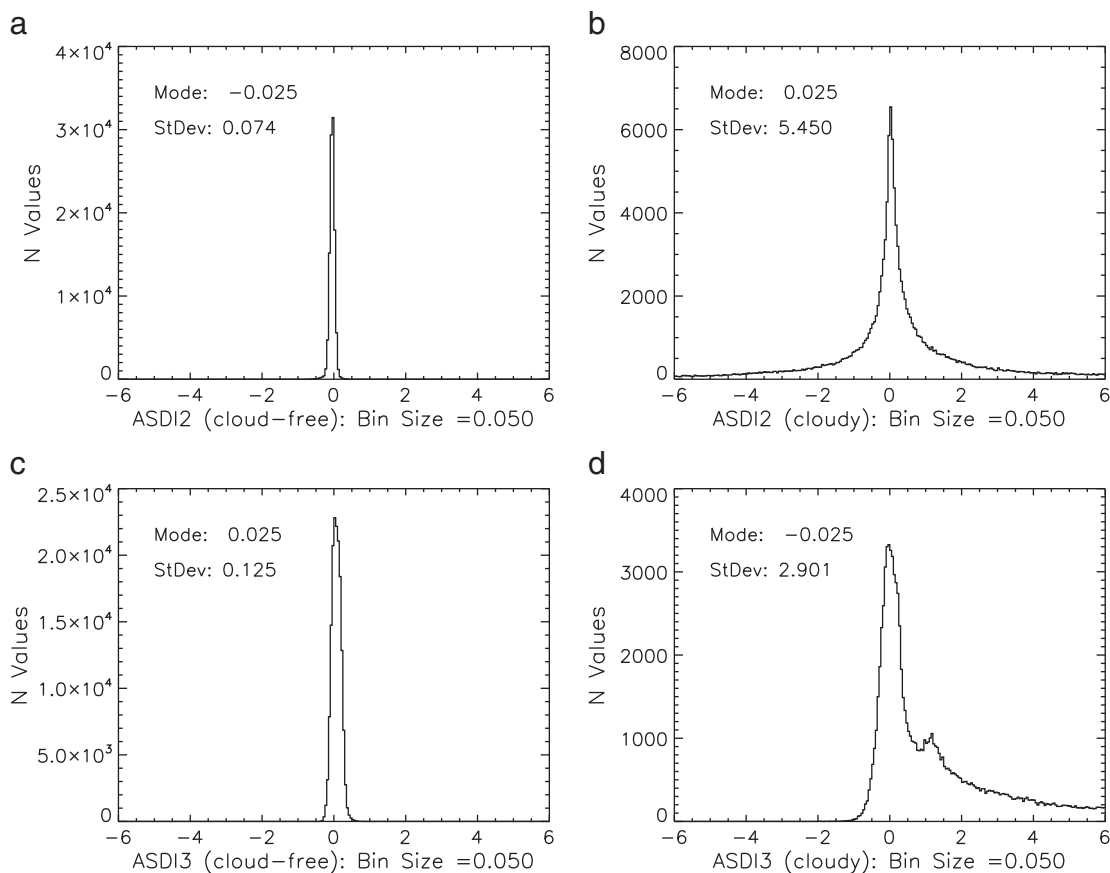 a
4×10⁴
3×10⁴
2×10⁴
1×10⁴
0
N Values
Mode: −0.025
StDev: 0.074
−6 −4 −2 0 2 4 6
ASDI2 (cloud−free): Bin Size =0.050
b
8000
6000
4000
2000
0
N Values
Mode: 0.025
StDev: 5.450
−6 −4 −2 0 2 4 6
ASDI2 (cloudy): Bin Size =0.050
c
2.5×10⁴
2.0×10⁴
1.5×10⁴
1.0×10⁴
5.0×10³
0
N Values
Mode: 0.025
StDev: 0.125
−6 −4 −2 0 2 4 6
ASDI3 (cloud−free): Bin Size =0.050
d
4000
3000
2000
1000
0
N Values
Mode: −0.025
StDev: 2.901
−6 −4 −2 0 2 4 6
ASDI3 (cloudy): Bin Size =0.050